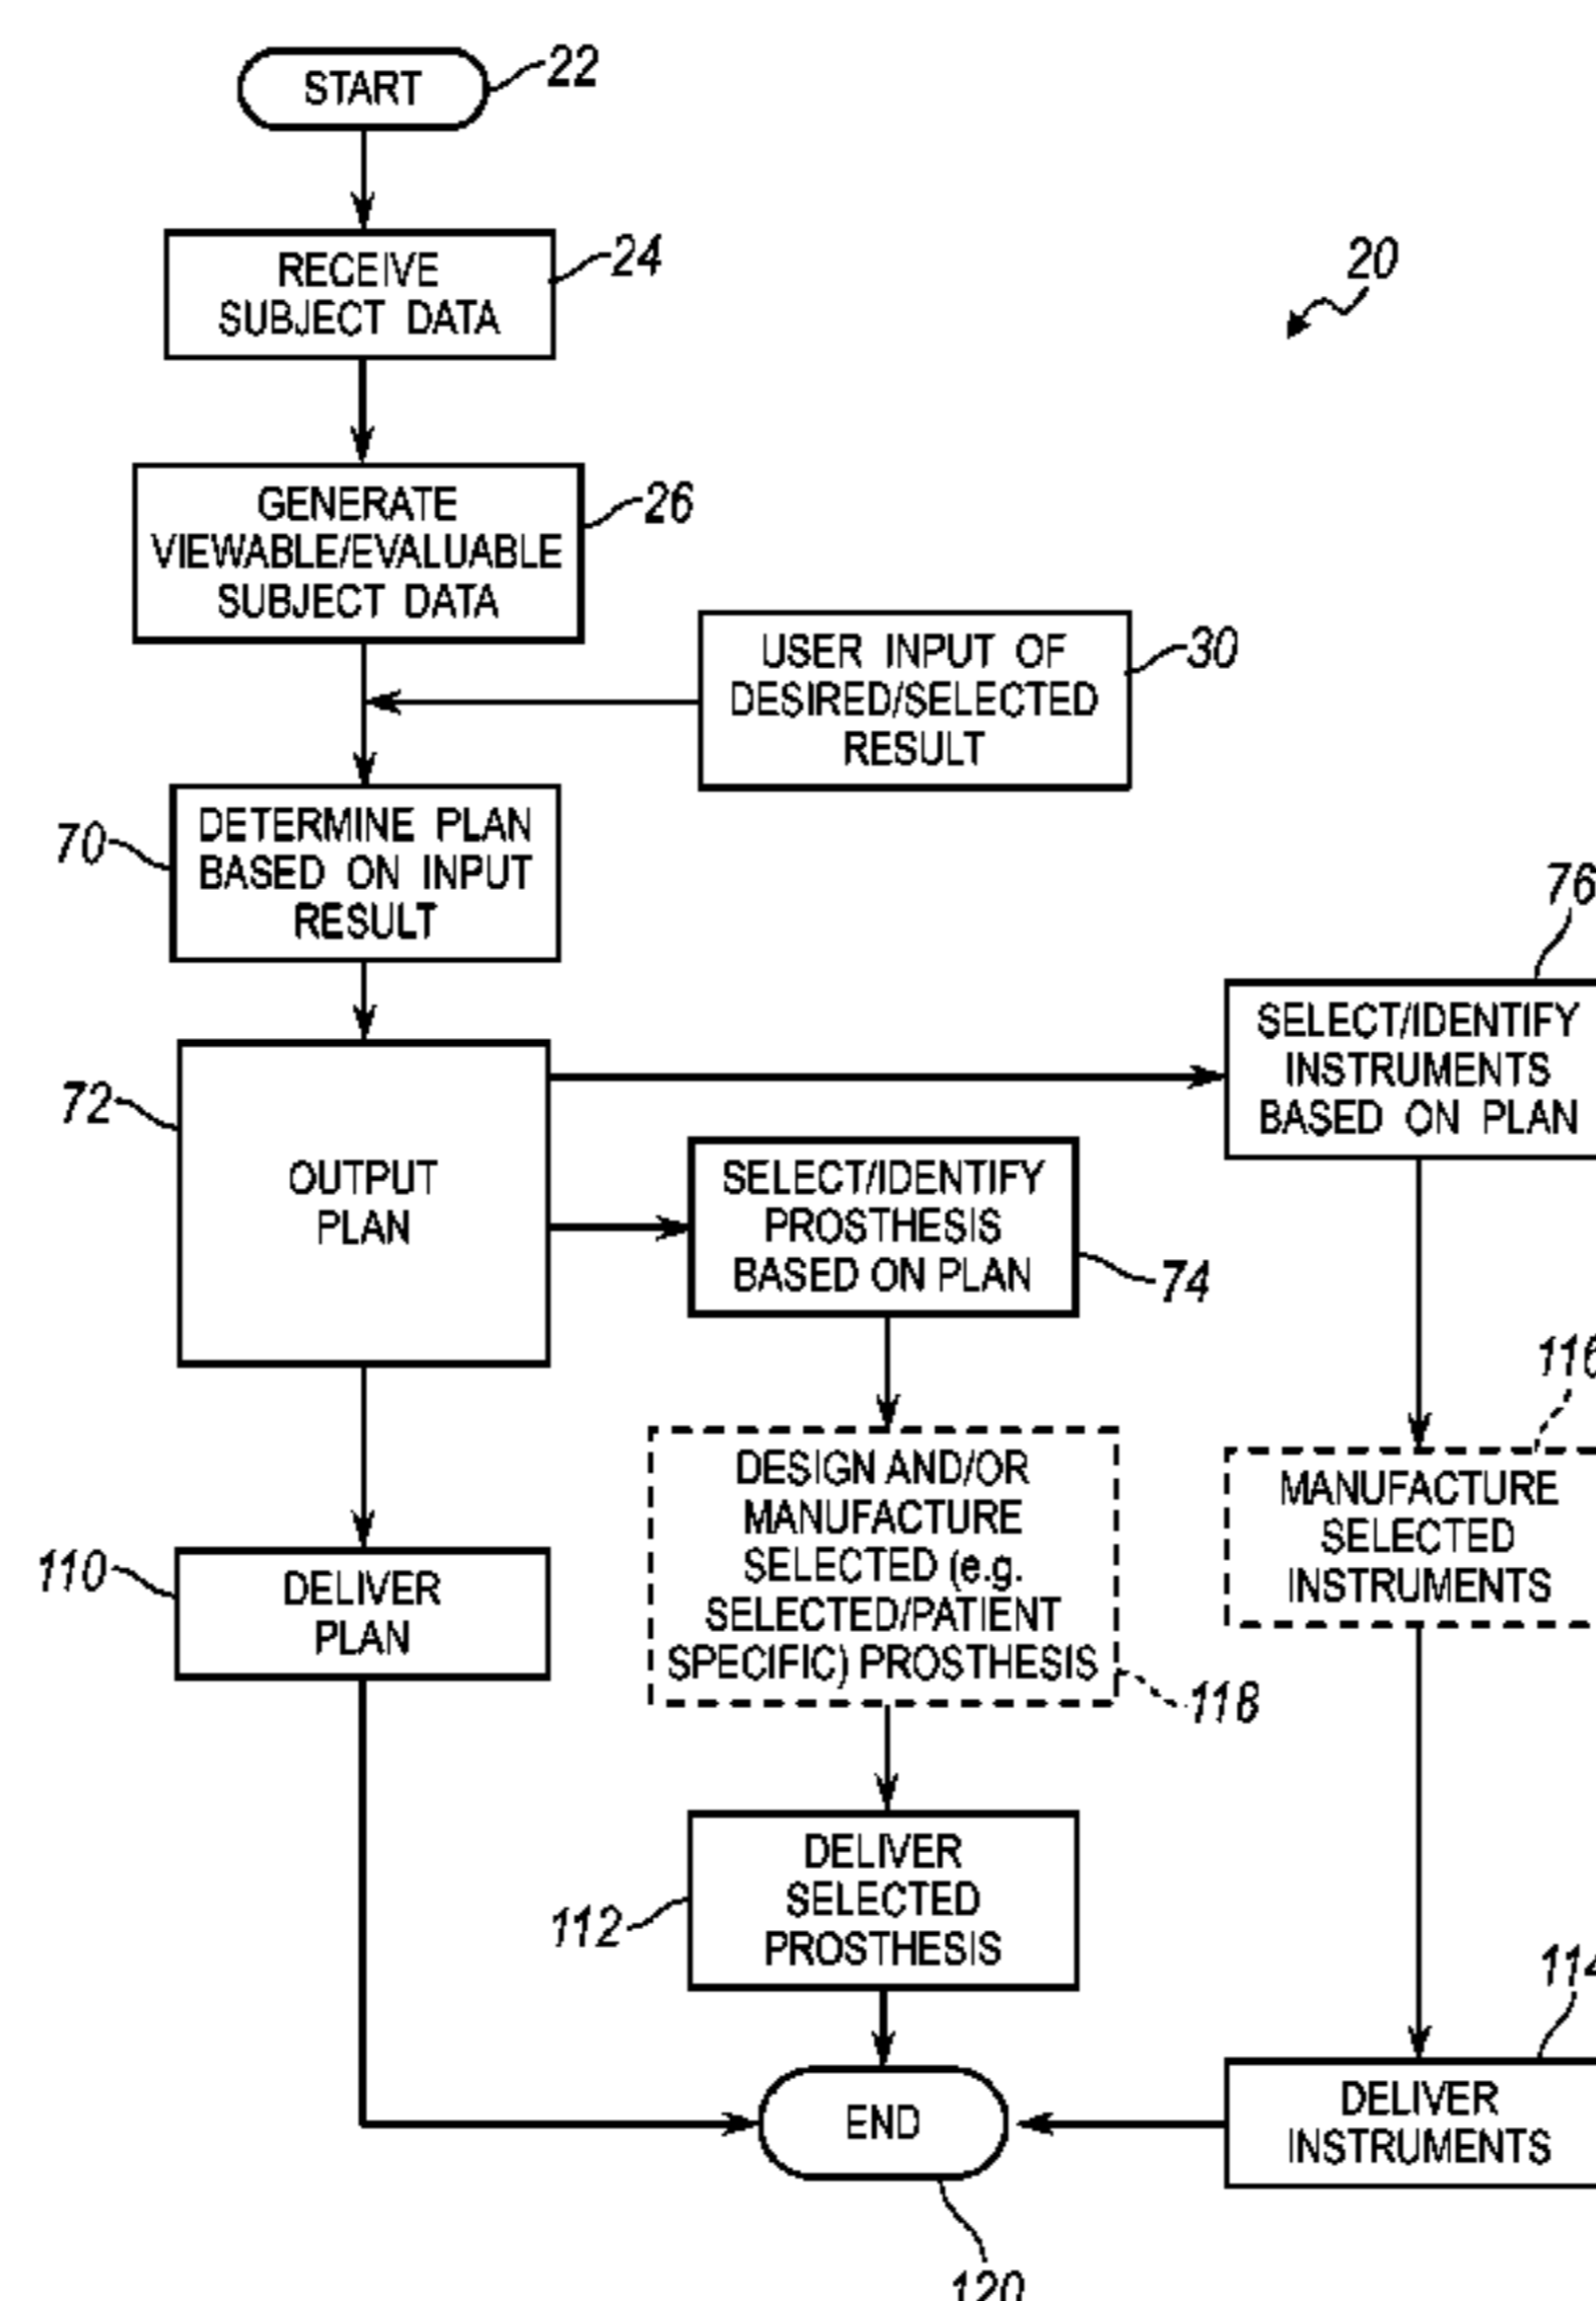 START
22
RECEIVE
SUBJECT DATA
24
20
GENERATE
VIEWABLE/EVALUABLE
SUBJECT DATA
26
USER INPUT OF
DESIRED/SELECTED
RESULT
30
70
DETERMINE PLAN
BASED ON INPUT
RESULT
76
SELECT/IDENTIFY
INSTRUMENTS
BASED ON PLAN
72
OUTPUT
PLAN
SELECT/IDENTIFY
PROSTHESIS
BASED ON PLAN
74
116
MANUFACTURE
SELECTED
INSTRUMENTS
DESIGN AND/OR
MANUFACTURE
SELECTED (e.g.
SELECTED/PATIENT
SPECIFIC) PROSTHESIS
118
110
DELIVER
PLAN
DELIVER
SELECTED
PROSTHESIS
112
114
DELIVER
INSTRUMENTS
END
120